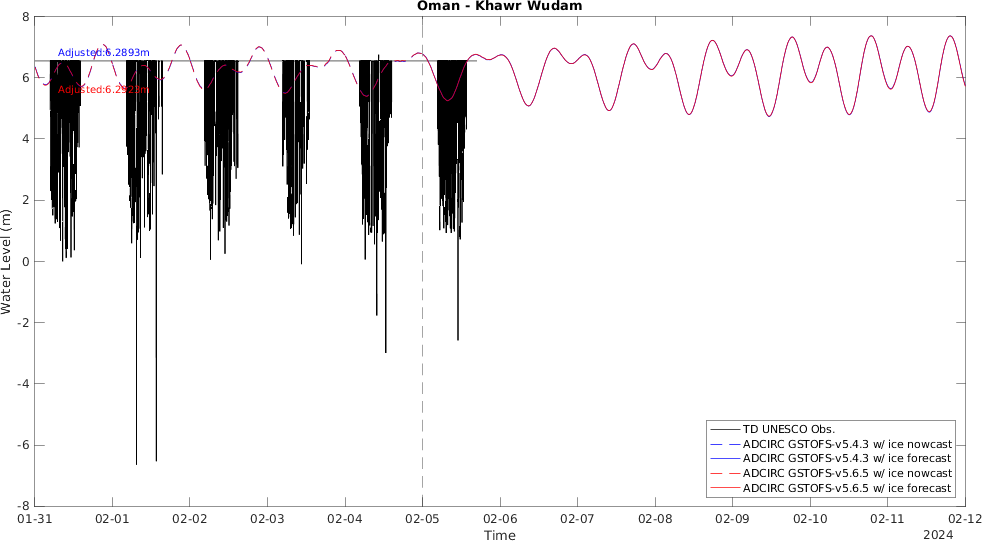 Oman - Khawr Wudam
Water Level (m)
8
6
4
2
0
-2
-4
-6
-8
Adjusted:6.2893m
Adjusted:6.2923m
TD UNESCO Obs.
ADCIRC GSTOFS-v5.4.3 w/ ice nowcast
ADCIRC GSTOFS-v5.4.3 w/ ice forecast
ADCIRC GSTOFS-v5.6.5 w/ ice nowcast
ADCIRC GSTOFS-v5.6.5 w/ ice forecast
01-31 02-01 02-02 02-03 02-04 02-05 02-06 02-07 02-08 02-09 02-10 02-11 02-12
Time
2024